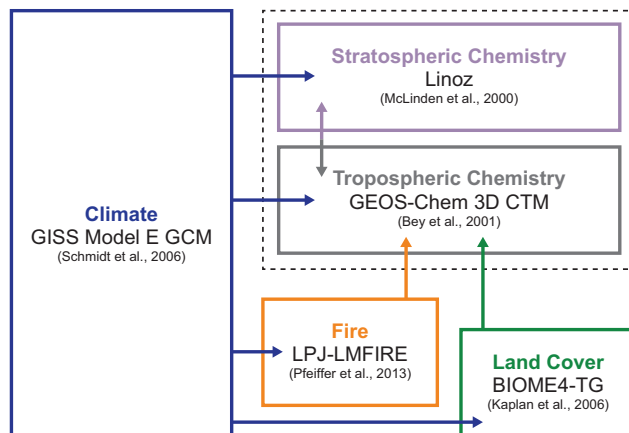 Stratospheric Chemistry
Linoz
(McLinden et al., 2000)
Tropospheric Chemistry
GEOS-Chem 3D CTM
(Bey et al., 2001)
Climate
GISS Model E GCM
(Schmidt et al., 2006)
Fire
LPJ-LMFIRE
(Pfeiffer et al., 2013)
Land Cover
BIOME4-TG
(Kaplan et al., 2006)